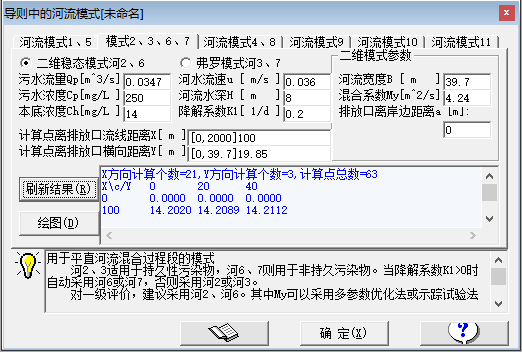 导则中的河流模式[未命名]
河流模式1、5 模式2、3、6、7 河流模式4、8 河流模式9 河流模式10 河流模式11
二维稳态模式河2、6 弗罗模式河3、7 二维模式参数
污水流量Qp[m^3/s] 0.0347 河水流速u [ m/s ] 0.036 河流宽度B [ m ] 39.7
污水浓度Cp[mg/L ] 250 河流水深H [ m ] 8 混合系数My[m^2/s] 4.24
本底浓度Ch[mg/L ] 14 降解系数K1[ 1/d ] 0.2 排放口离岸边距离a [m]:
0
计算点离排放口流线距离X[ m ] [0,2000]100
计算点离排放口横向距离Y[ m ] [0,39.7]19.85
刷新结果(R)
绘图(D)
X方向计算个数=21,Y方向计算个数=3,计算点总数=63
X\c/Y 0 20 40
0 0.0000 0.0000 0.0000
100 14.2020 14.2089 14.2112
用于平直河流混合过程段的模式
河2、3适用于持久性污染物，河6、7则用于非持久污染物。当降解系数K1>0时
自动采用河6或河7，否则采用河2或河3。
对一级评价，建议采用河2、河6。其中My可以采用多参数优化法或示踪试验法
确 定(X)
?